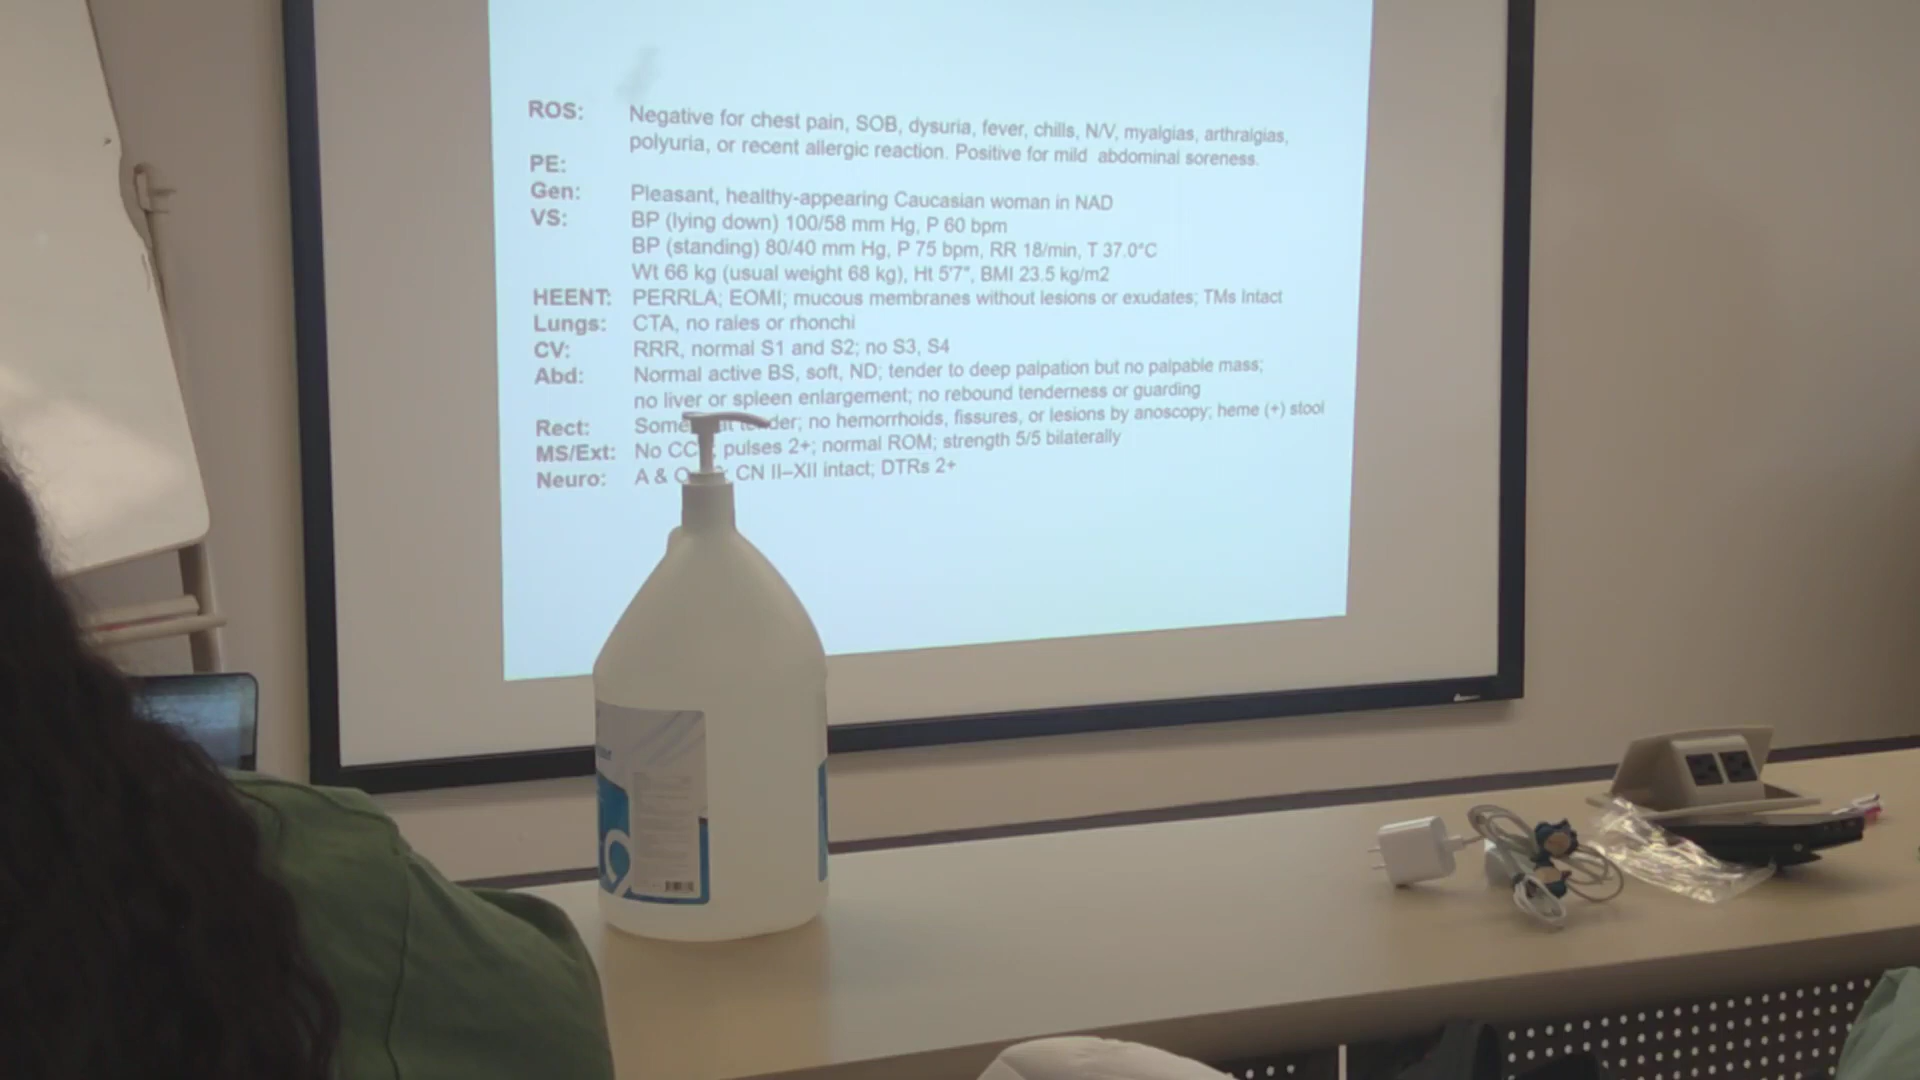 ROS: Negative for chest pain, SOB, dysuria, fever, chills, N/V, myalgias, arthralgias,
polyuria, or recent allergic reaction. Positive for mild abdominal soreness.
PE:
Gen: Pleasant, healthy-appearing Caucasian woman in NAD
VS: BP (lying down) 100/58 mm Hg, P 60 bpm
BP (standing) 80/40 mm Hg, P 75 bpm, RR 18/min, T 37.0°C
Wt 66 kg (usual weight 68 kg), Ht 5'7", BMI 23.5 kg/m2
HEENT: PERRLA; EOMI; mucous membranes without lesions or exudates; TMs Intact
Lungs: CTA, no rales or rhonchi
CV: RRR, normal S1 and S2; no S3, S4
Abd: Normal active BS, soft, ND; tender to deep palpation but no palpable mass;
no liver or spleen enlargement; no rebound tenderness or guarding
Rect: no hemorrhoids, fissures, or lesions by anoscopy; heme (+) stool
MS/Ext: No pulses 2+; normal ROM; strength 5/5 bilaterally
Neuro: A & CN II–XII intact; DTRs 2+